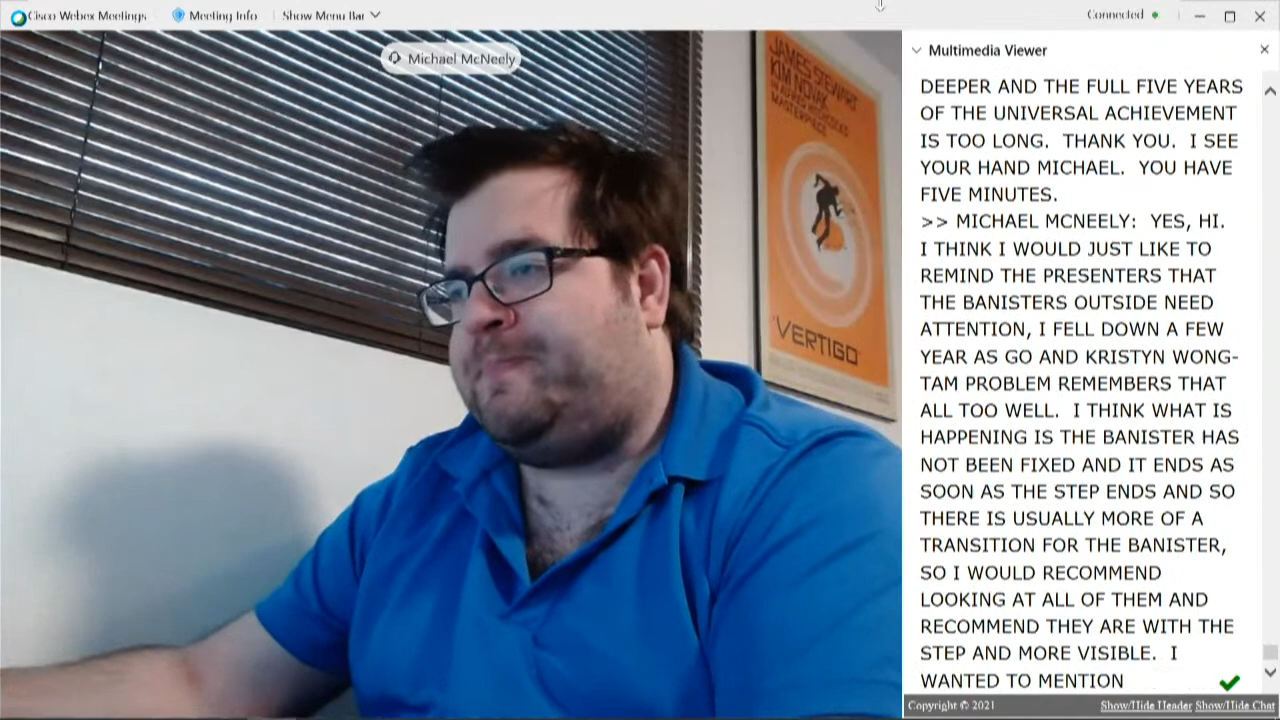 Cisco Webex Meetings
Meeting Info
Show Menu Bar
Connected
Michael McNeely
JAMES STEWART
KIM NOVAK
MASTERPIECE
'VERTIGO'
Multimedia Viewer
DEEPER AND THE FULL FIVE YEARS
OF THE UNIVERSAL ACHIEVEMENT
IS TOO LONG.  THANK YOU.  I SEE
YOUR HAND MICHAEL.  YOU HAVE
FIVE MINUTES.
>> MICHAEL MCNEELY:  YES, HI.
I THINK I WOULD JUST LIKE TO
REMIND THE PRESENTERS THAT
THE BANISTERS OUTSIDE NEED
ATTENTION, I FELL DOWN A FEW
YEAR AS GO AND KRISTYN WONG-
TAM PROBLEM REMEMBERS THAT
ALL TOO WELL.  I THINK WHAT IS
HAPPENING IS THE BANISTER HAS
NOT BEEN FIXED AND IT ENDS AS
SOON AS THE STEP ENDS AND SO
THERE IS USUALLY MORE OF A
TRANSITION FOR THE BANISTER,
SO I WOULD RECOMMEND
LOOKING AT ALL OF THEM AND
RECOMMEND THEY ARE WITH THE
STEP AND MORE VISIBLE.  I
WANTED TO MENTION
Copyright © 2021
Show/Hide Header Show/Hide Chat